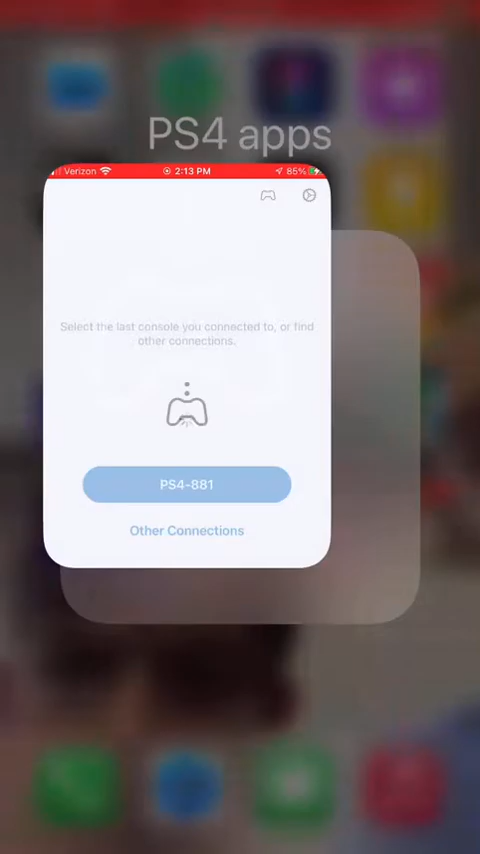 PS4 apps
Verizon 2:13 PM 85%
Select the last console you connected to, or find
other connections.
PS4-881
Other Connections